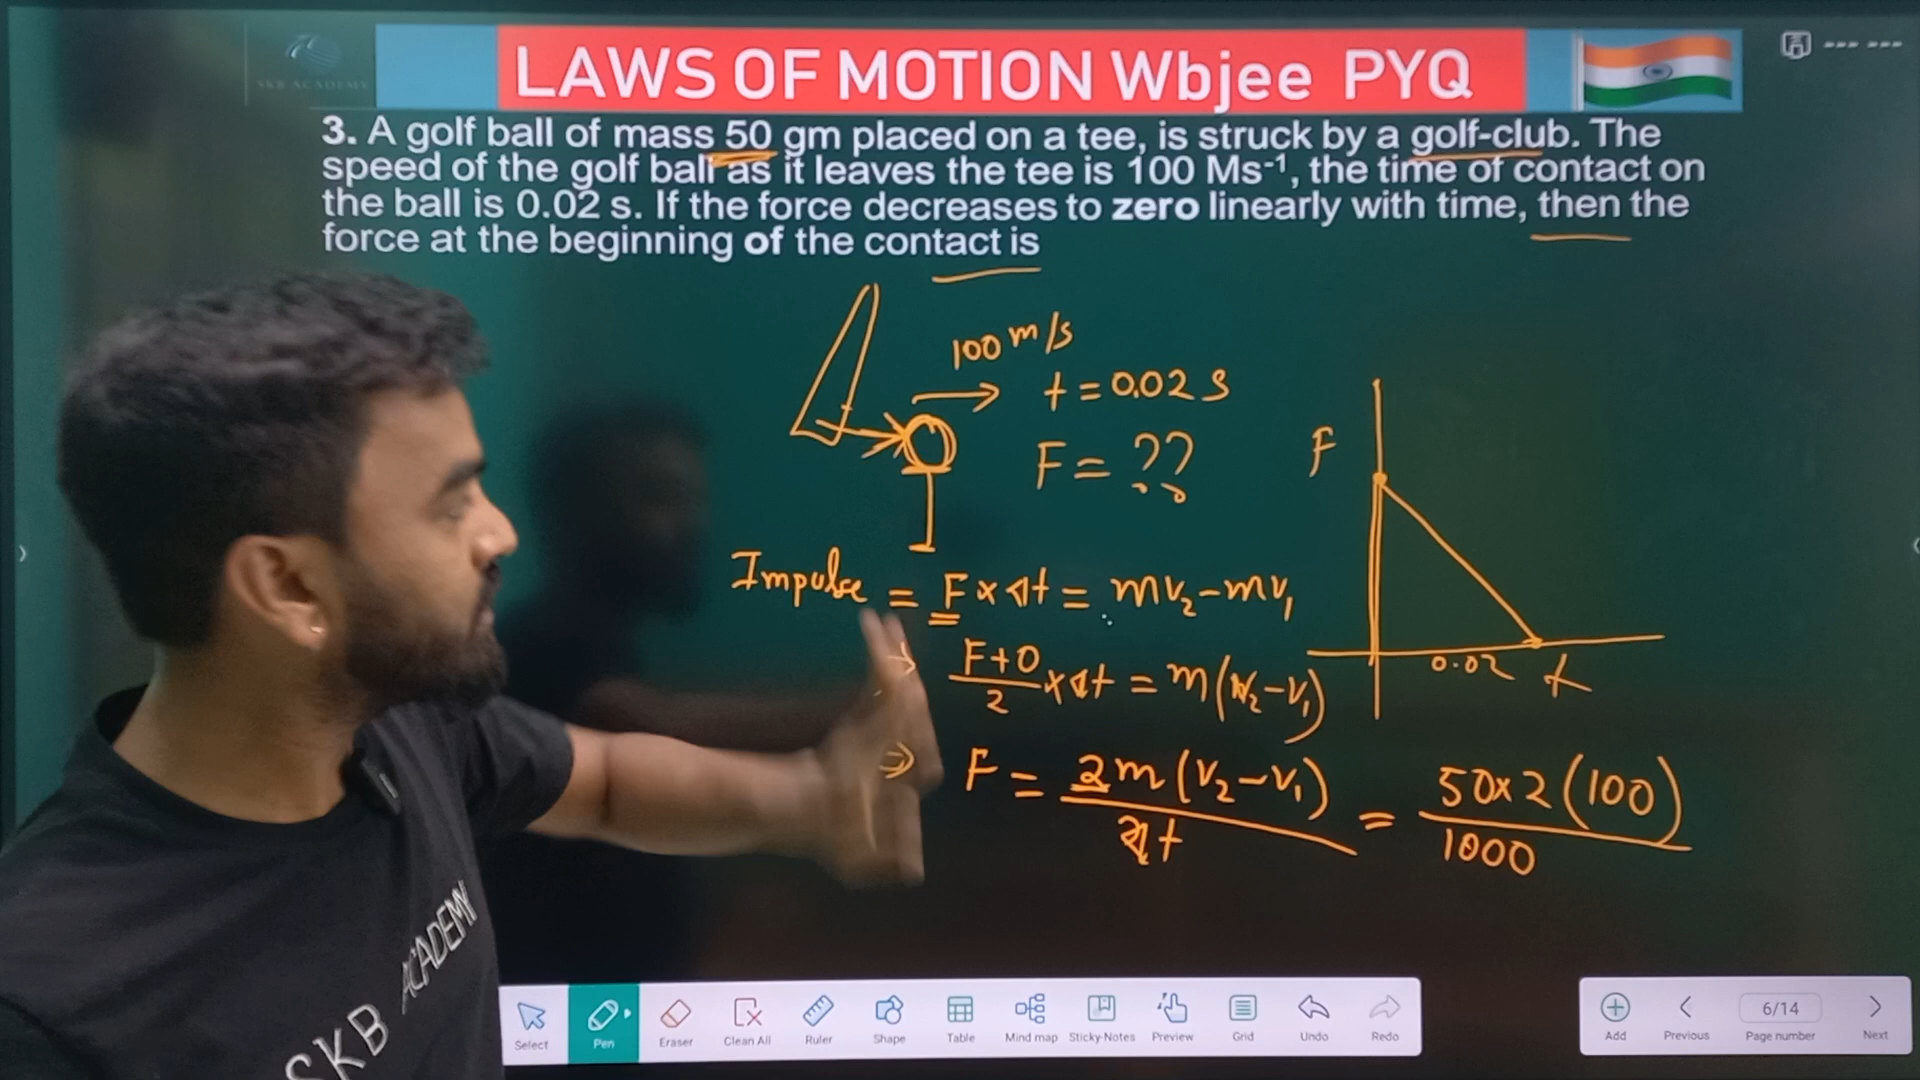 SKB ACADEMY
LAWS OF MOTION Wbjee PYQ
3. A golf ball of mass 50 gm placed on a tee, is struck by a golf-club. The
speed of the golf ball as it leaves the tee is 100 Ms⁻¹, the time of contact on
the ball is 0.02 s. If the force decreases to zero linearly with time, then the
force at the beginning of the contact is
100 m/s
t = 0.02 s
F = ??
F
0.02 t
Impulse = F × Δt = mv₂ - mv₁
⇒ (F+0)/2 × Δt = m(v₂ - v₁)
⇒ F = 2m(v₂ - v₁)/Δt = 50×2(100)/1000
SKB ACADEMY
Select Pen Eraser Clean All Ruler Shape Table Mind map Sticky Notes Preview Grid Undo Redo
Add Previous 6/14 Page number Next